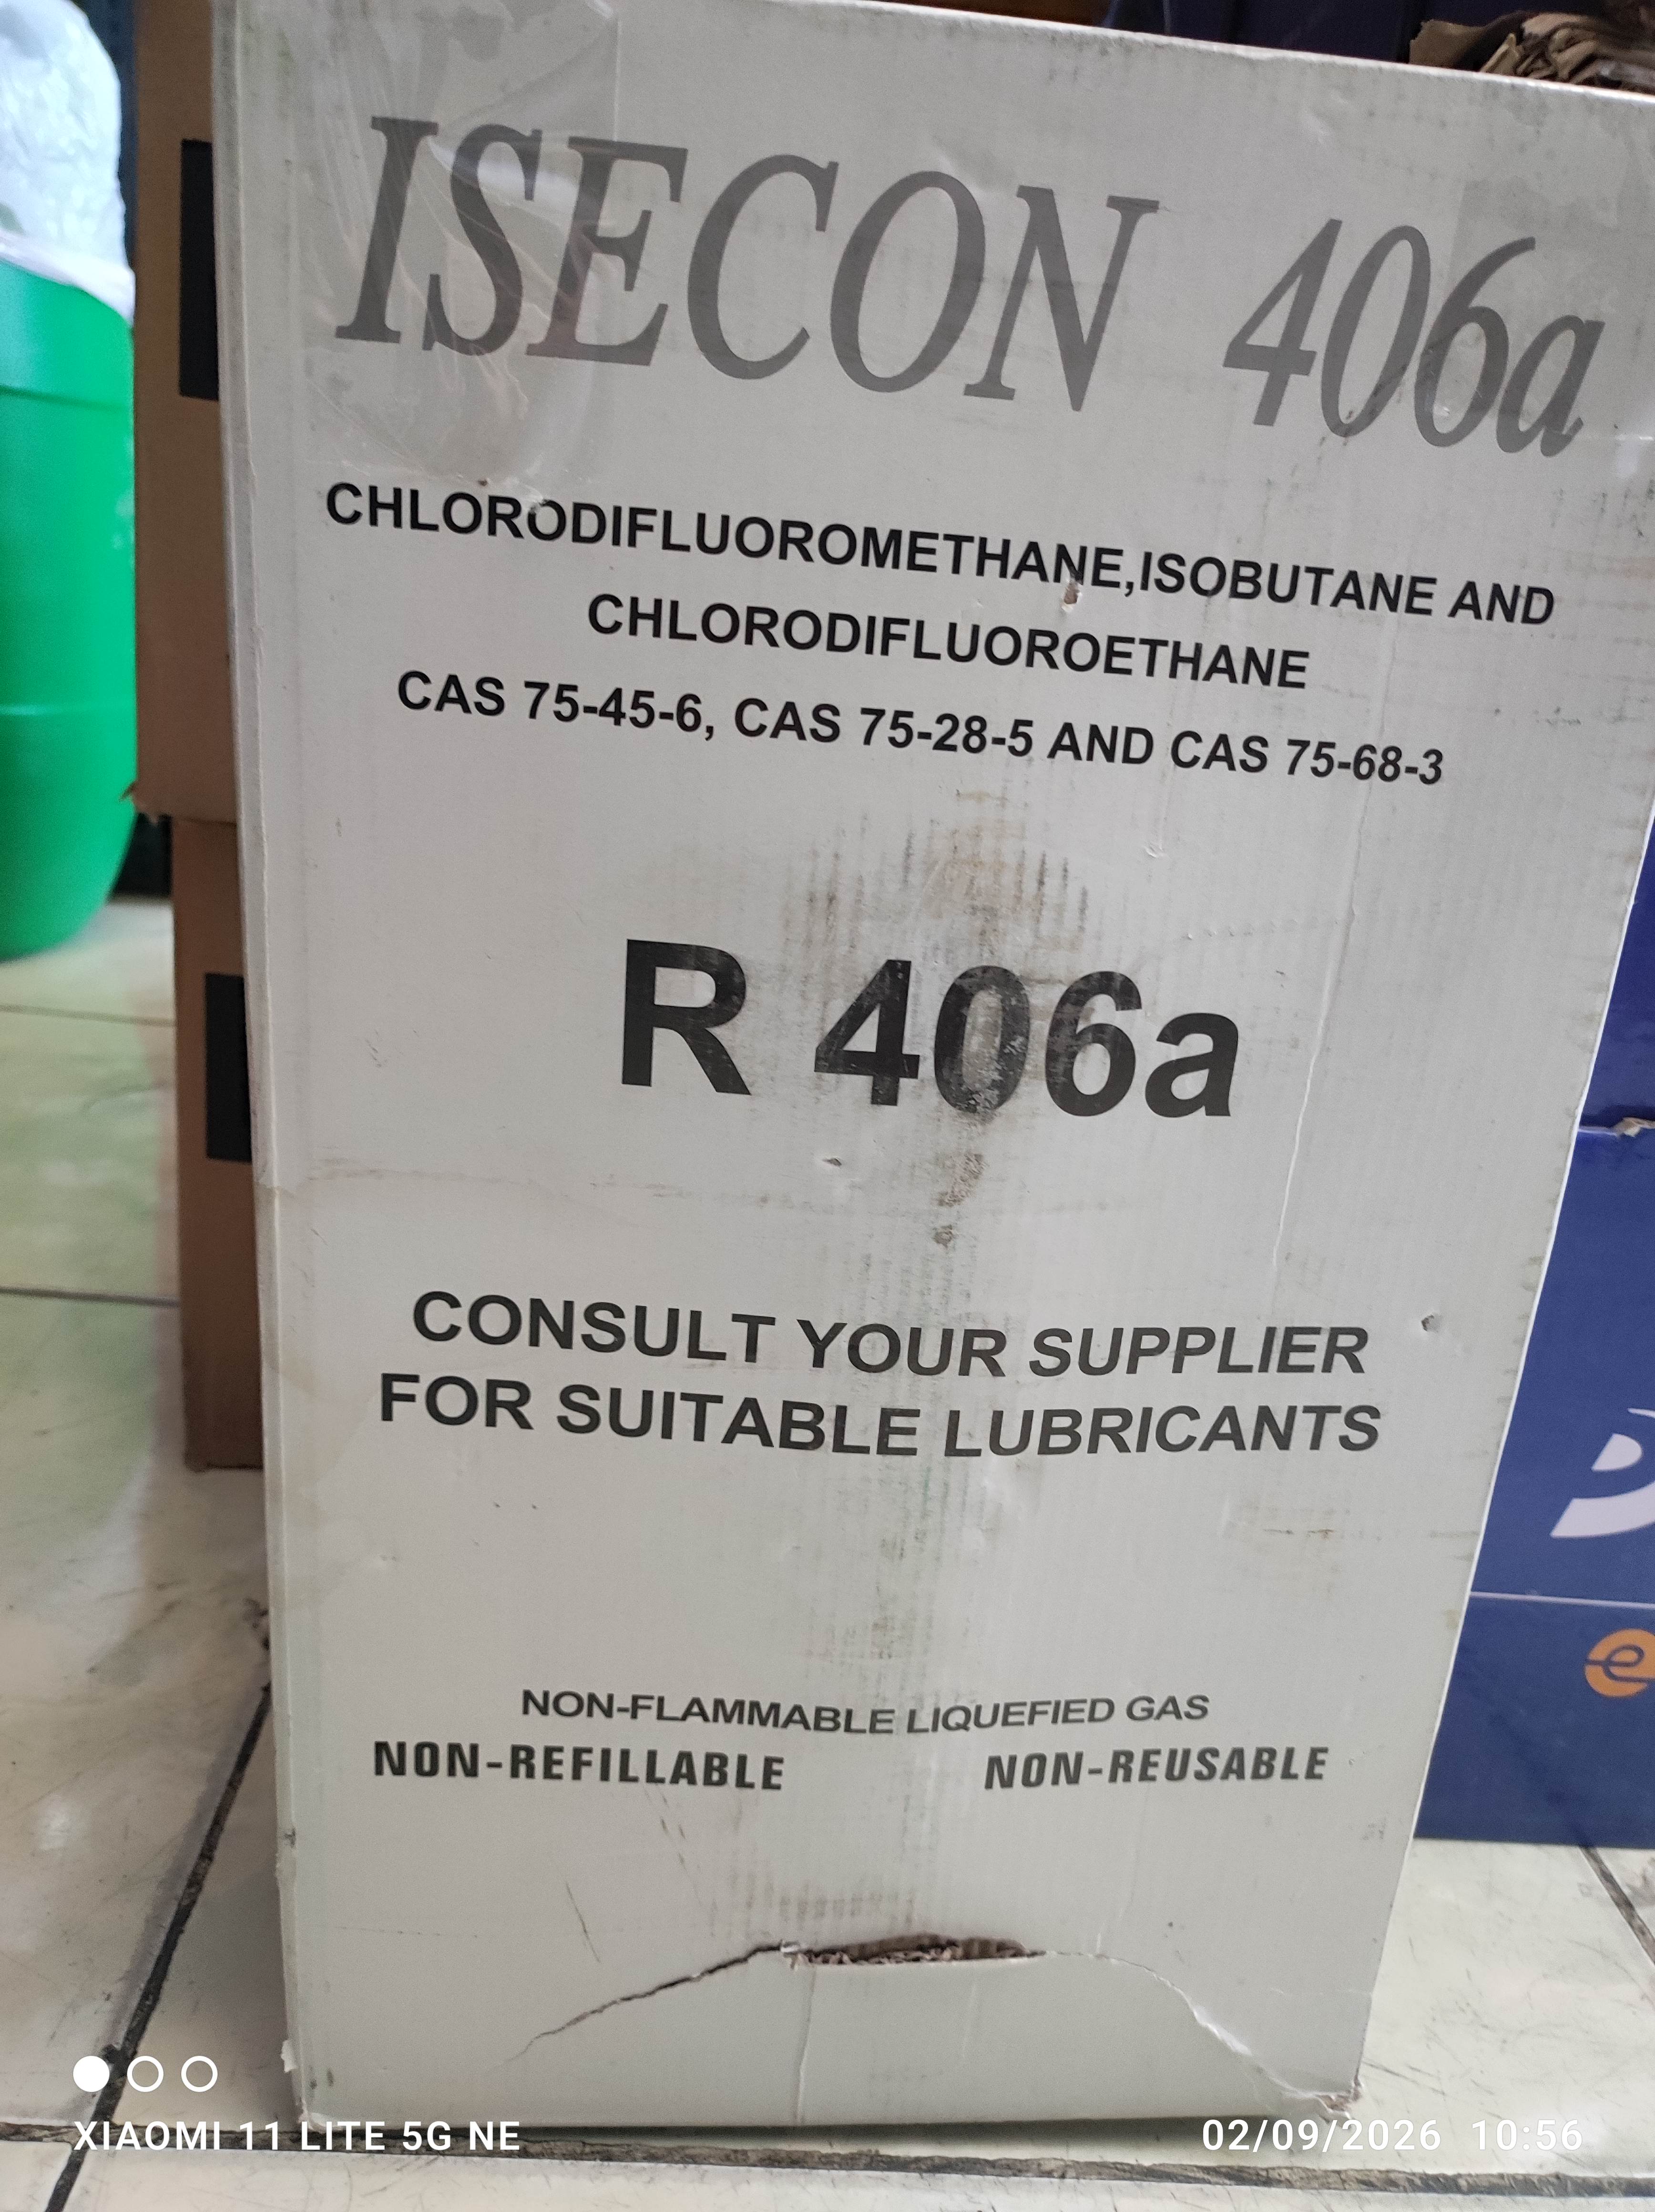 ISECON 406a
CHLORODIFLUOROMETHANE,ISOBUTANE AND
CHLORODIFLUOROETHANE
CAS 75-45-6, CAS 75-28-5 AND CAS 75-68-3
R 406a
CONSULT YOUR SUPPLIER
FOR SUITABLE LUBRICANTS
NON-FLAMMABLE LIQUEFIED GAS
NON-REFILLABLE NON-REUSABLE
e
XIAOMI 11 LITE 5G NE 02/09/2026 10:56